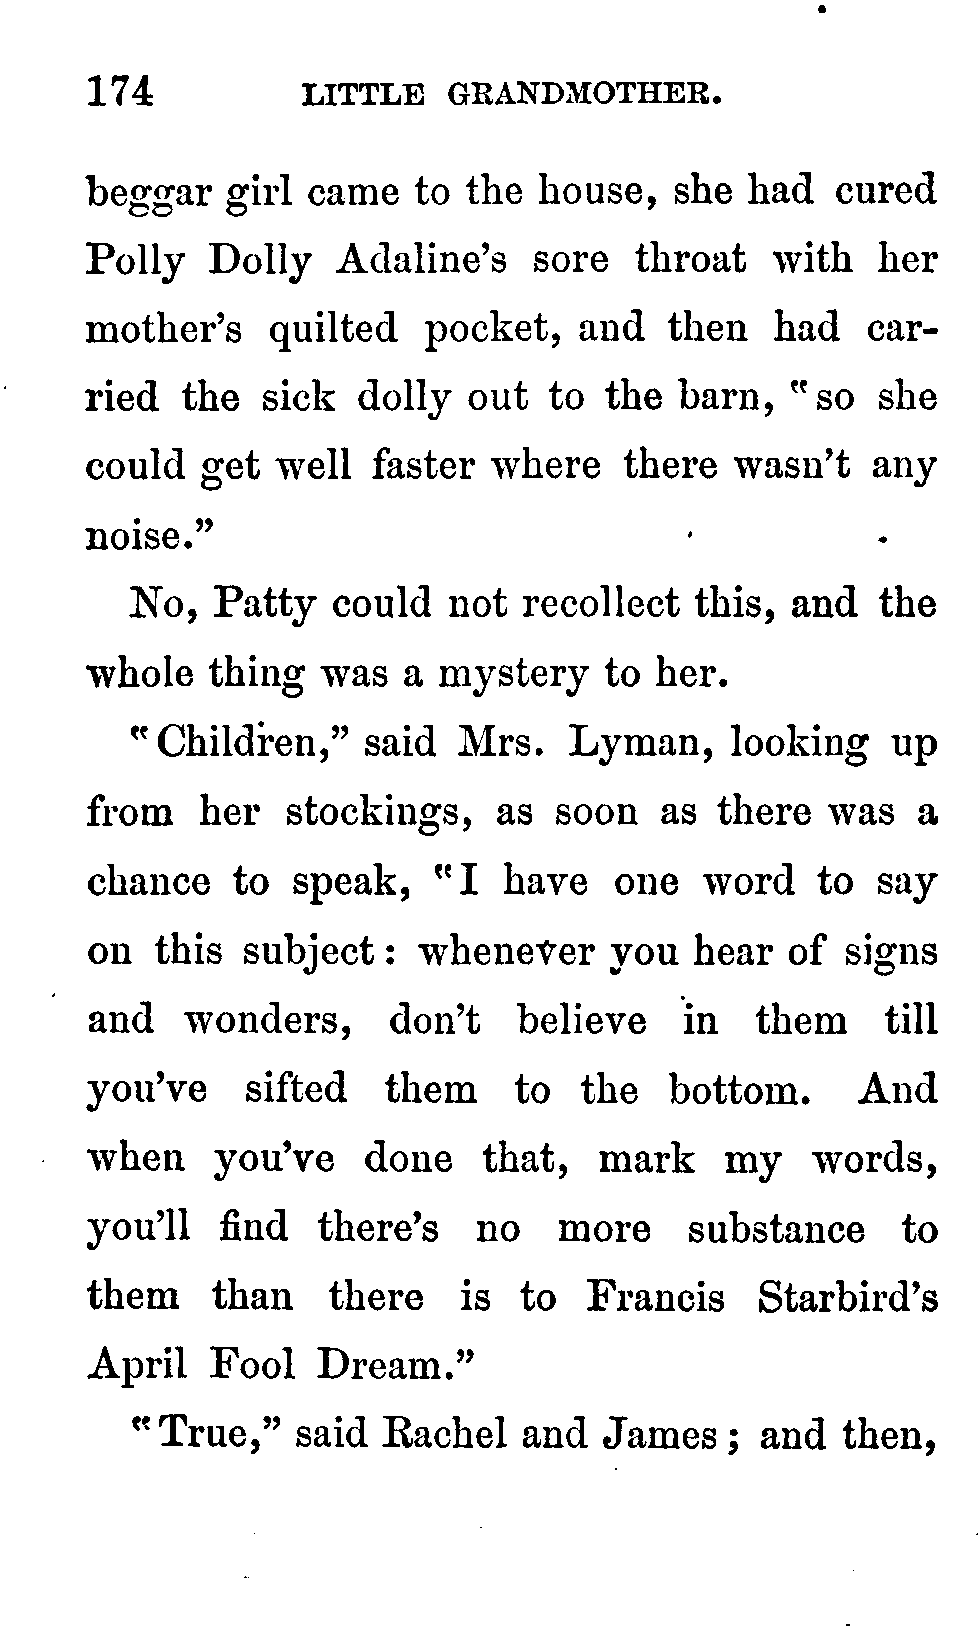 174 LITTLE GRANDMOTHER.
beggar girl came to the house, she had cured
Polly Dolly Adaline's sore throat with her
mother's quilted pocket, and then had car-
ried the sick dolly out to the barn, "so she
could get well faster where there wasn't any
noise."
No, Patty could not recollect this, and the
whole thing was a mystery to her.
"Children," said Mrs. Lyman, looking up
from her stockings, as soon as there was a
chance to speak, "I have one word to say
on this subject: whenever you hear of signs
and wonders, don't believe in them till
you've sifted them to the bottom. And
when you've done that, mark my words,
you'll find there's no more substance to
them than there is to Francis Starbird's
April Fool Dream."
"True," said Rachel and James; and then,